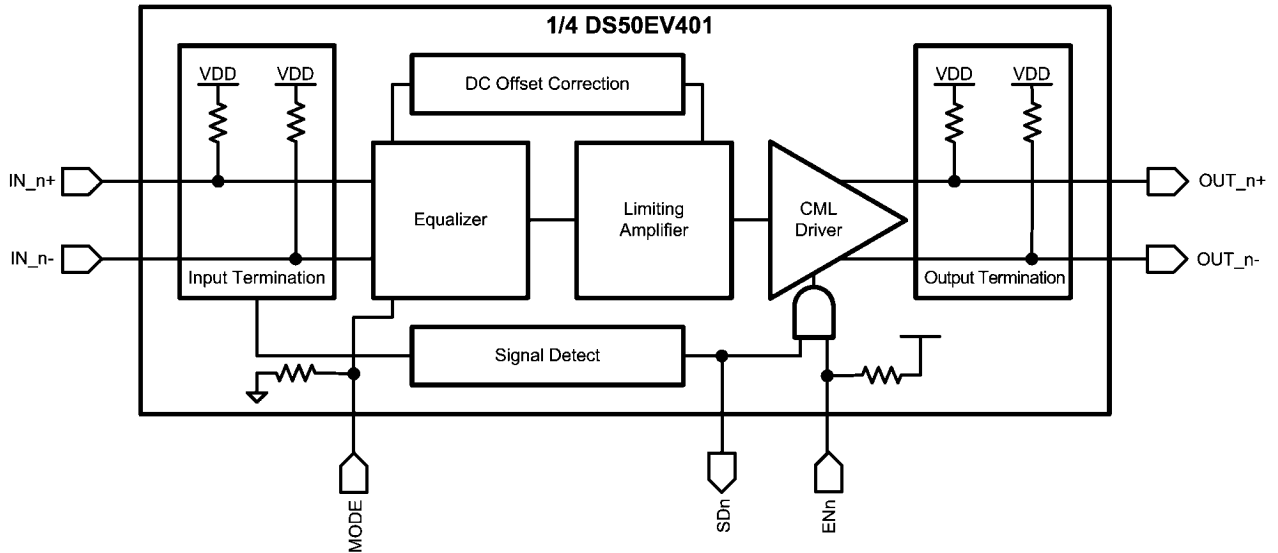 1/4 DS50EV401
VDD
VDD
DC Offset Correction
VDD
VDD
IN_n+
Equalizer
Limiting
Amplifier
CML
Driver
OUT_n+
IN_n-
Input Termination
Output Termination
OUT_n-
Signal Detect
MODE
SDn
ENn